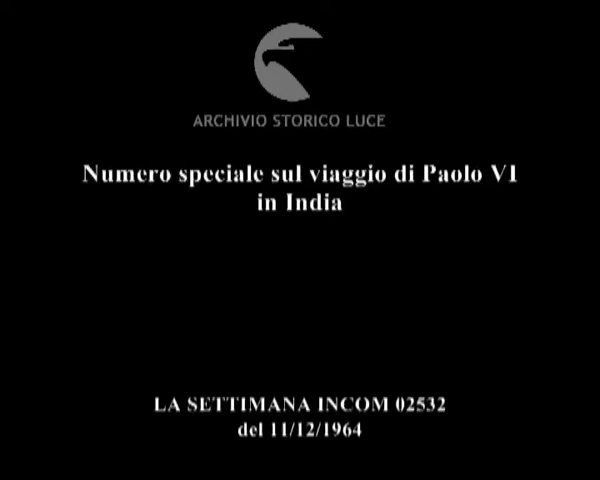 ARCHIVIO STORICO LUCE
Numero speciale sul viaggio di Paolo VI
in India
LA SETTIMANA INCOM 02532
del 11/12/1964